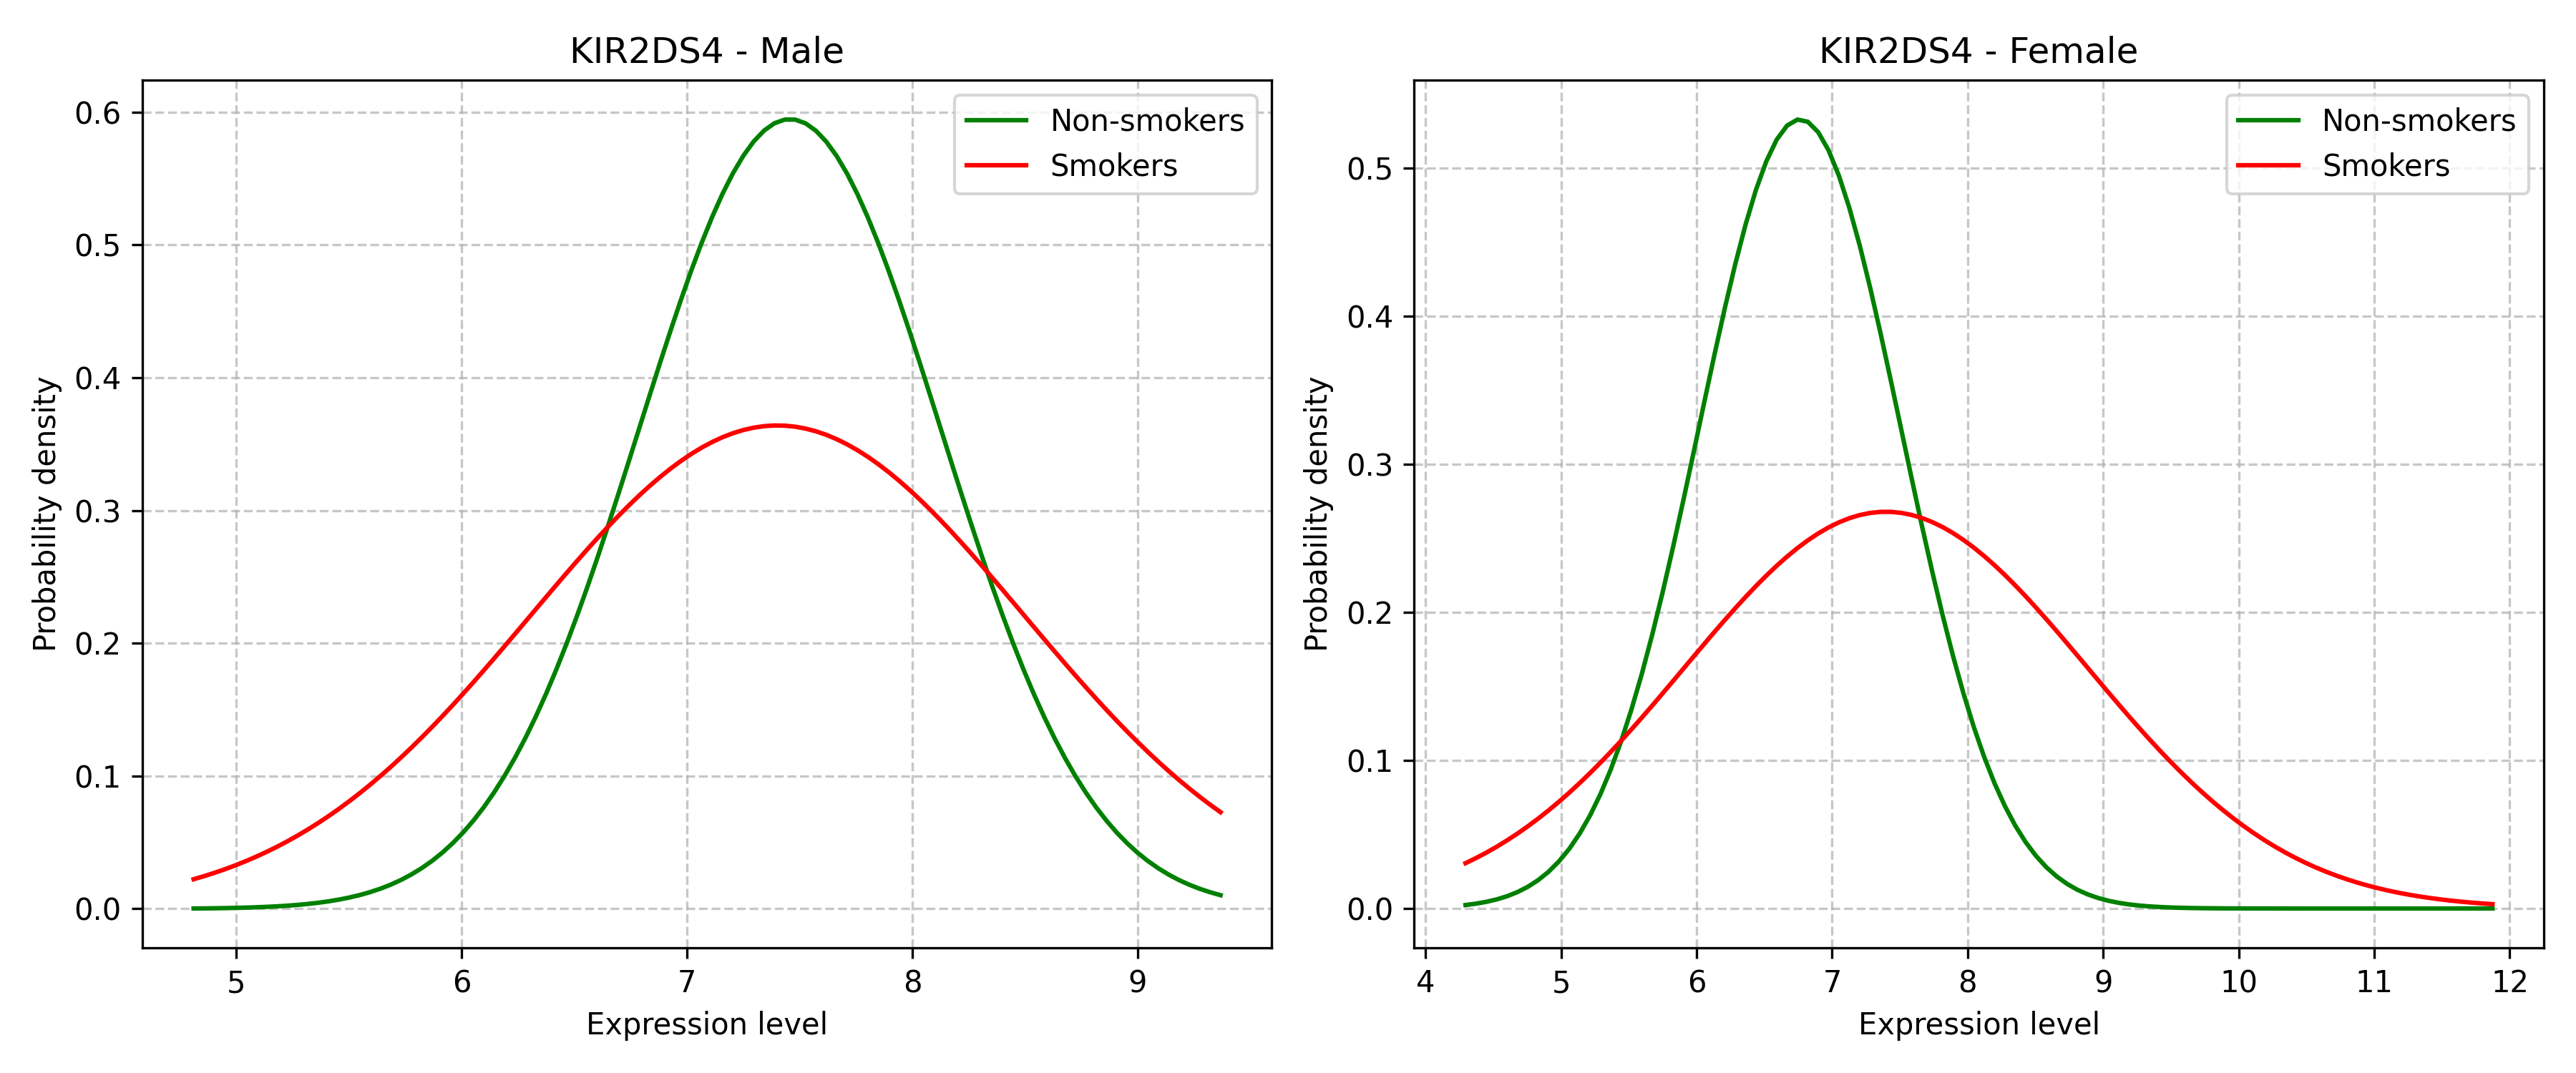 KIR2DS4 - Male
Non-smokers
Smokers
Probability density
0.6
0.5
0.4
0.3
0.2
0.1
0.0
5 6 7 8 9
Expression level
KIR2DS4 - Female
Non-smokers
Smokers
Probability density
0.5
0.4
0.3
0.2
0.1
0.0
4 5 6 7 8 9 10 11 12
Expression level